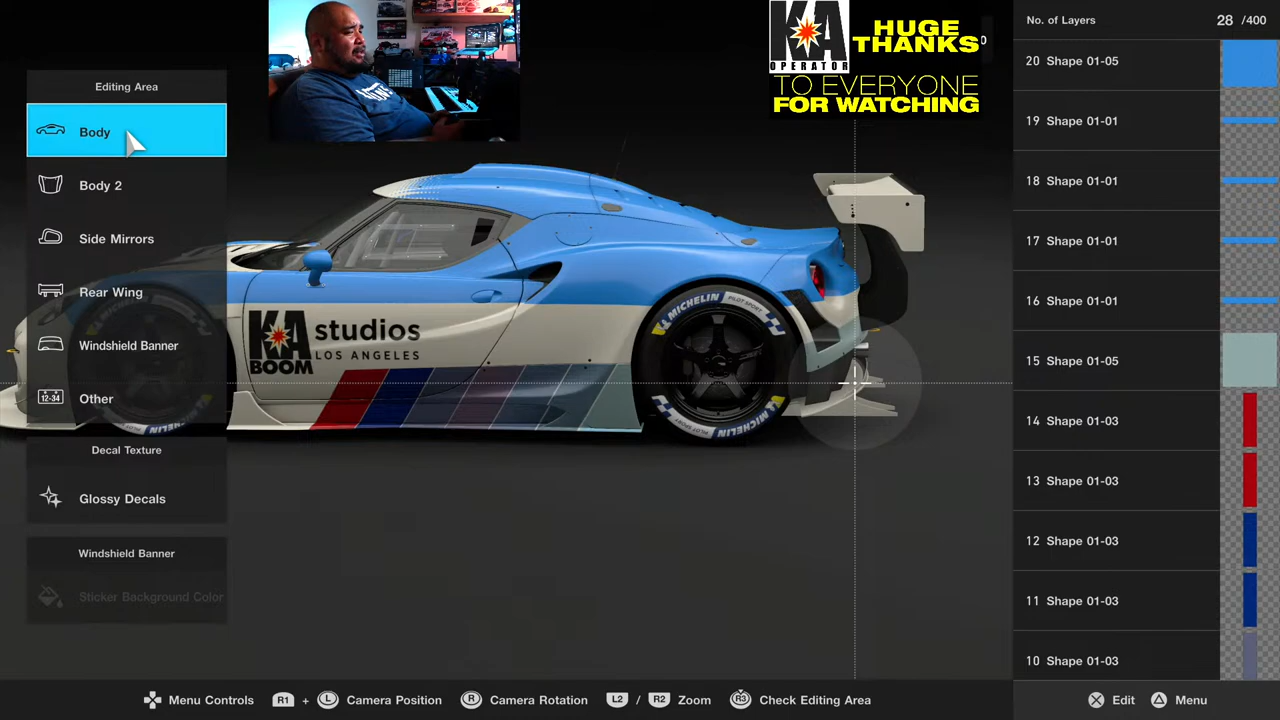 KA
OPERATOR
HUGE
THANKS
TO EVERYONE
FOR WATCHING
No. of Layers
28 /400
Editing Area
Body
Body 2
Side Mirrors
Rear Wing
Windshield Banner
12-34
Other
Decal Texture
Glossy Decals
Windshield Banner
Sticker Background Color
KA studios
LOS ANGELES
BOOM
MICHELIN
PILOT SPORT
MICHELIN
PILOT SPORT
20 Shape 01-05
19 Shape 01-01
18 Shape 01-01
17 Shape 01-01
16 Shape 01-01
15 Shape 01-05
14 Shape 01-03
13 Shape 01-03
12 Shape 01-03
11 Shape 01-03
10 Shape 01-03
Menu Controls
R1 + L Camera Position
R Camera Rotation
L2 / R2 Zoom
R3 Check Editing Area
Edit
Menu